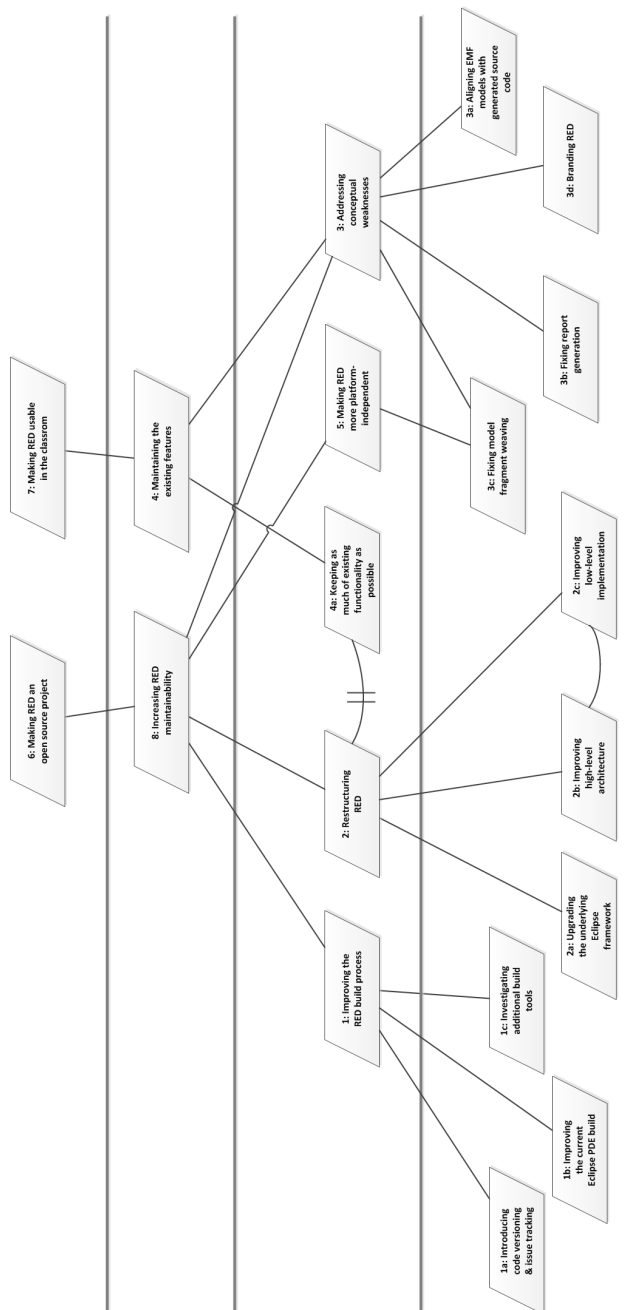 6: Making RED an
open source project
7: Making RED usable
in the classrom
8: Increasing RED
maintainability
4: Maintaining the
existing features
1: Improving the
RED build process
2: Restructuring
RED
4a: Keeping as
much of existing
functionality as
possible
5: Making RED
more platform-
independent
3: Addressing
conceptual
weaknesses
1a: Introducing
code versioning
& issue tracking
1b: Improving
the current
Eclipse PDE build
1c: Investigating
additional build
tools
2a: Upgrading
the underlying
Eclipse
framework
2b: Improving
high-level
architecture
2c: Improving
low-level
implementation
3c: Fixing model
fragment weaving
3b: Fixing report
generation
3d: Branding RED
3a: Aligning EMF
models with
generated source
code